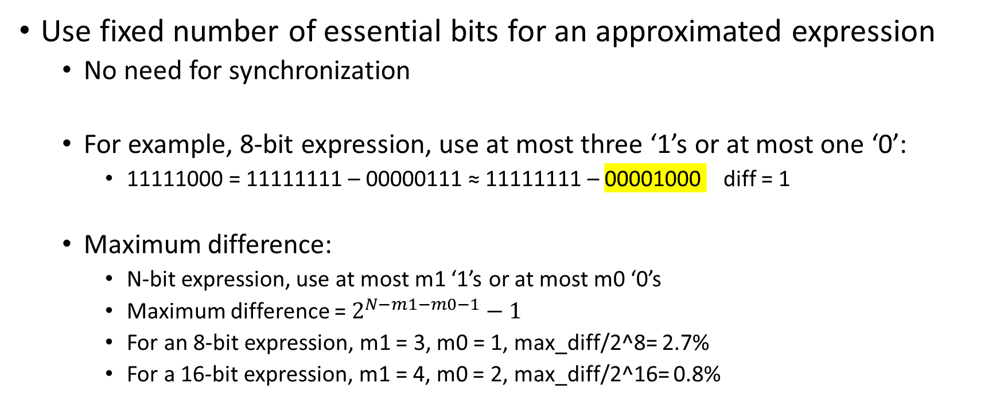 • Use fixed number of essential bits for an approximated expression
• No need for synchronization
• For example, 8-bit expression, use at most three ‘1’s or at most one ‘0’:
• 11111000 = 11111111 – 00000111 ≈ 11111111 – 00001000 diff = 1
• Maximum difference:
• N-bit expression, use at most m1 ‘1’s or at most m0 ‘0’s
• Maximum difference = 2^{N−m1−m0−1} − 1
• For an 8-bit expression, m1 = 3, m0 = 1, max_diff/2^8= 2.7%
• For a 16-bit expression, m1 = 4, m0 = 2, max_diff/2^16= 0.8%